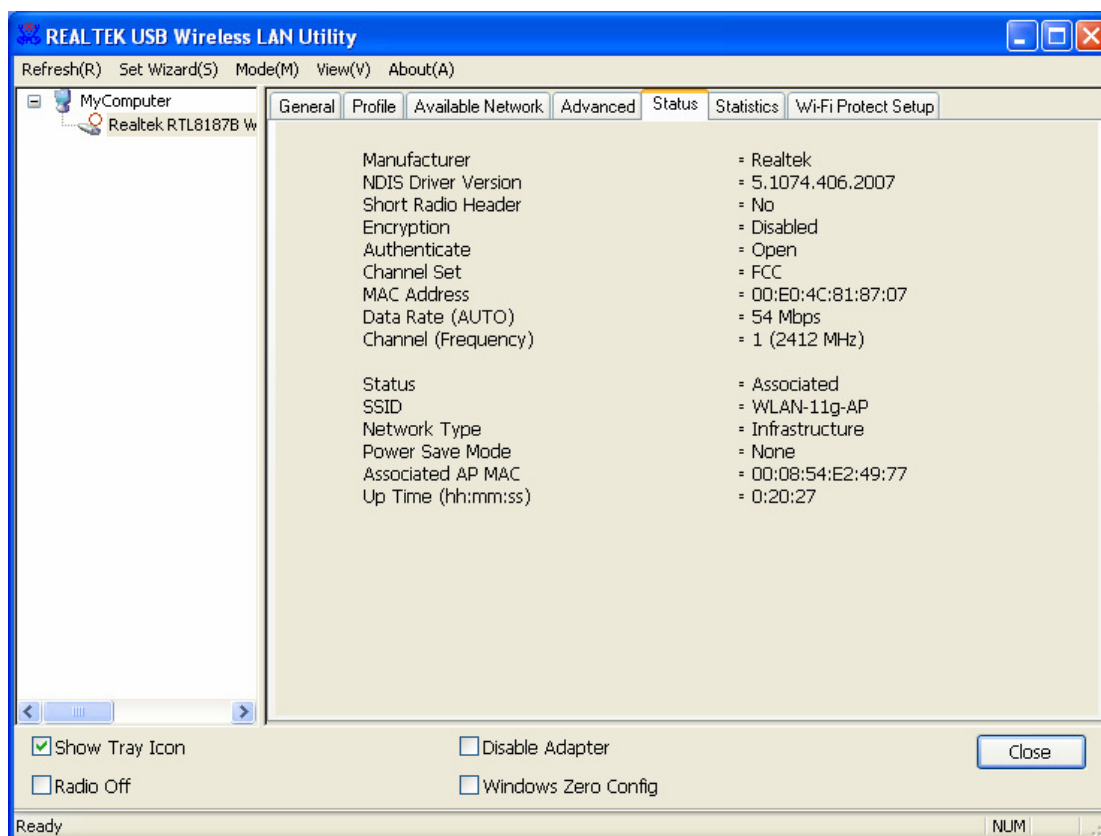 REALTEK USB Wireless LAN Utility
Refresh(R) Set Wizard(S) Mode(M) View(V) About(A)
MyComputer
Realtek RTL8187B W
General Profile Available Network Advanced Status Statistics Wi-Fi Protect Setup
Manufacturer = Realtek
NDIS Driver Version = 5.1074.406.2007
Short Radio Header = No
Encryption = Disabled
Authenticate = Open
Channel Set = FCC
MAC Address = 00:E0:4C:81:87:07
Data Rate (AUTO) = 54 Mbps
Channel (Frequency) = 1 (2412 MHz)
Status = Associated
SSID = WLAN-11g-AP
Network Type = Infrastructure
Power Save Mode = None
Associated AP MAC = 00:08:54:E2:49:77
Up Time (hh:mm:ss) = 0:20:27
Show Tray Icon Disable Adapter Close
Radio Off Windows Zero Config
Ready NUM